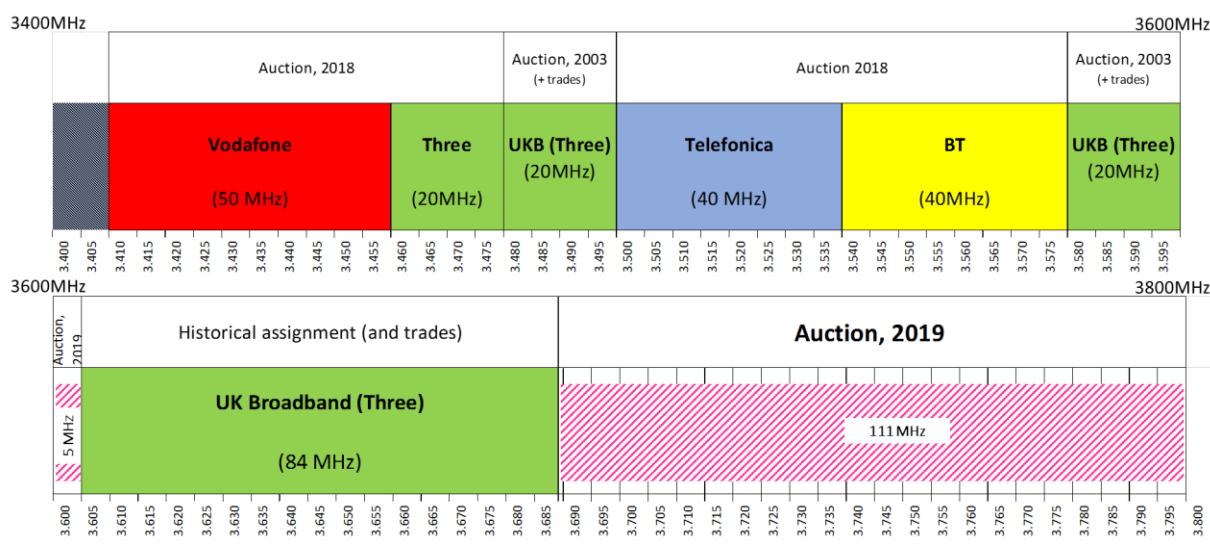 3400MHz
3600MHz
Auction, 2018
Auction, 2003
(+ trades)
Auction 2018
Auction, 2003
(+ trades)
Vodafone
(50 MHz)
Three
(20MHz)
UKB (Three)
(20MHz)
Telefonica
(40 MHz)
BT
(40MHz)
UKB (Three)
(20MHz)
3.400
3.405
3.410
3.415
3.420
3.425
3.430
3.435
3.440
3.445
3.450
3.455
3.460
3.465
3.470
3.475
3.480
3.485
3.490
3.495
3.500
3.505
3.510
3.515
3.520
3.525
3.530
3.535
3.540
3.545
3.550
3.555
3.560
3.565
3.570
3.575
3.580
3.585
3.590
3.595
3600MHz
3800MHz
Auction,
2019
Historical assignment (and trades)
Auction, 2019
5 MHz
UK Broadband (Three)
(84 MHz)
111 MHz
3.600
3.605
3.610
3.615
3.620
3.625
3.630
3.635
3.640
3.645
3.650
3.655
3.660
3.665
3.670
3.675
3.680
3.685
3.690
3.695
3.700
3.705
3.710
3.715
3.720
3.725
3.730
3.735
3.740
3.745
3.750
3.755
3.760
3.765
3.770
3.775
3.780
3.785
3.790
3.795
3.800